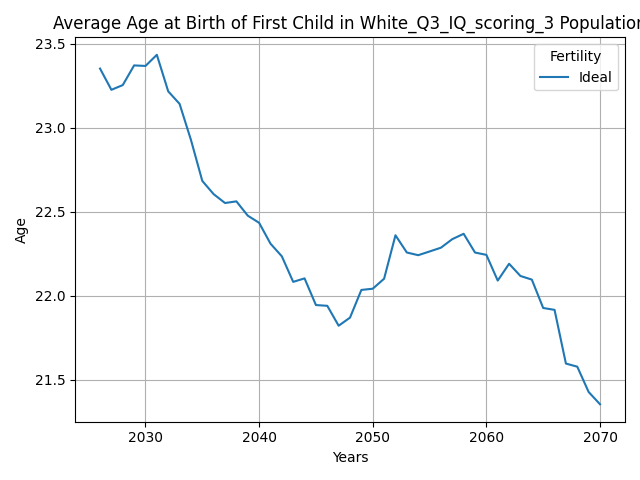 Average Age at Birth of First Child in White_Q3_IQ_scoring_3 Population
Fertility
Ideal
23.5
23.0
22.5
22.0
21.5
Age
2030 2040 2050 2060 2070
Years